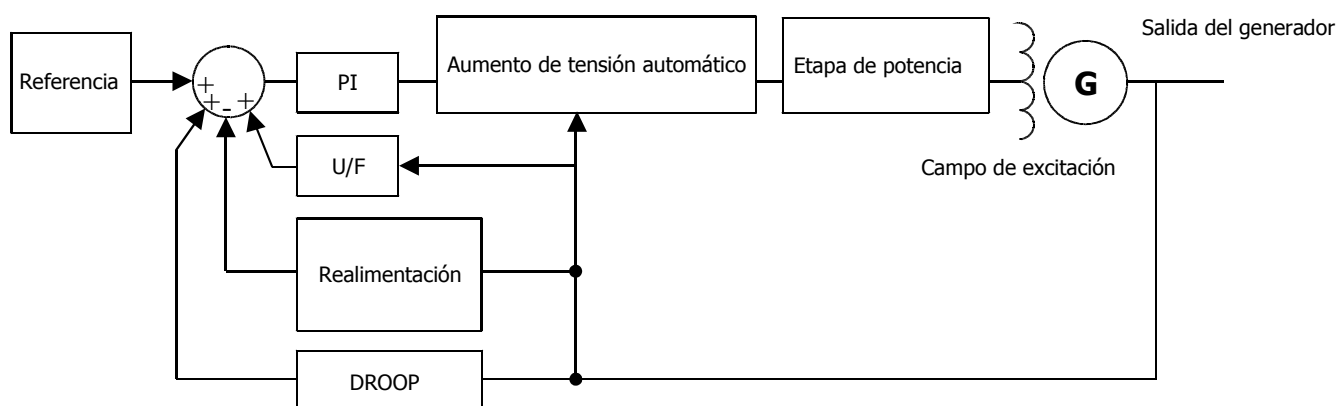 Salida del generador
Referencia
+
+
-
+
PI
Aumento de tensión automático
Etapa de potencia
G
U/F
Campo de excitación
Realimentación
DROOP